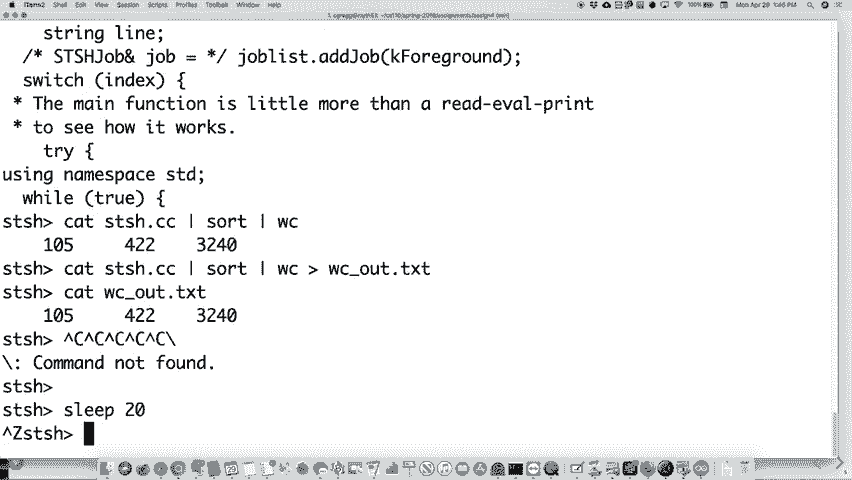 iTerm2 Shell Edit View Session Scripts Profiles Toolbelt Window Help 100% Mon Apr 29 1:46 PM
string line;
/* STSHJob& job = */ joblist.addJob(kForeground);
switch (index) {
* The main function is little more than a read-eval-print
* to see how it works.
try {
using namespace std;
while (true) {
stsh> cat stsh.cc | sort | wc
105 422 3240
stsh> cat stsh.cc | sort | wc > wc_out.txt
stsh> cat wc_out.txt
105 422 3240
stsh> ^C^C^C^C^C\
\: Command not found.
stsh>
stsh> sleep 20
^Zstsh>